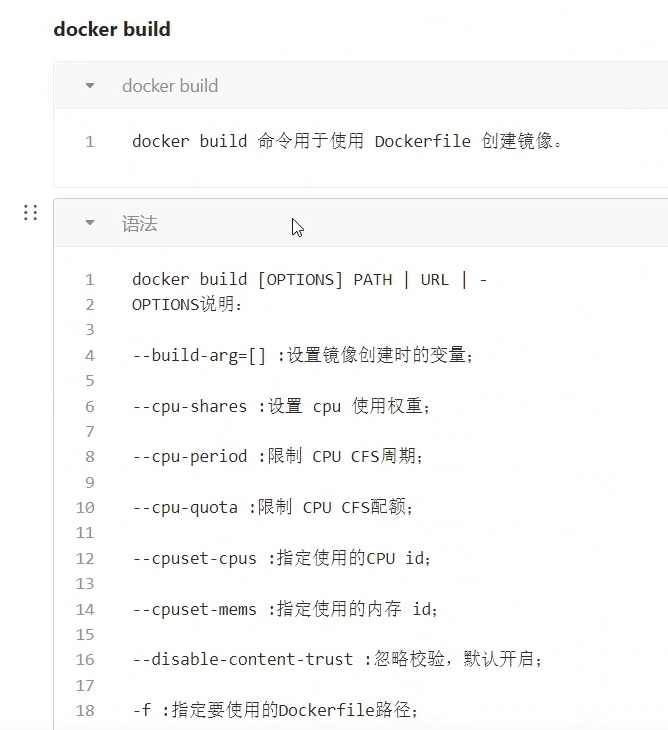 docker build
docker build
1 docker build 命令用于使用 Dockerfile 创建镜像。
语法
1 docker build [OPTIONS] PATH | URL | -
2 OPTIONS说明：
3
4 --build-arg=[] :设置镜像创建时的变量；
5
6 --cpu-shares :设置 cpu 使用权重；
7
8 --cpu-period :限制 CPU CFS周期；
9
10 --cpu-quota :限制 CPU CFS配额；
11
12 --cpuset-cpus :指定使用的CPU id；
13
14 --cpuset-mems :指定使用的内存 id；
15
16 --disable-content-trust :忽略校验，默认开启；
17
18 -f :指定要使用的Dockerfile路径；